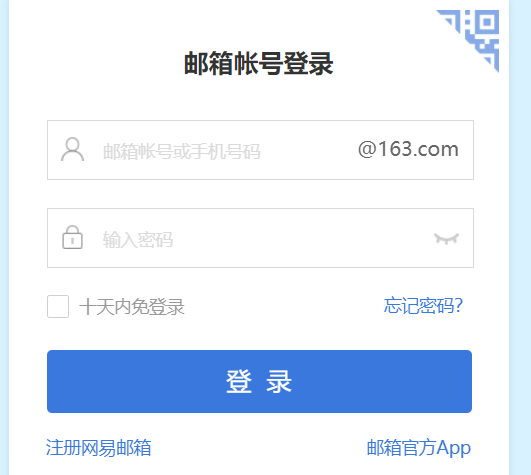 邮箱帐号登录
邮箱帐号或手机号码 @163.com
输入密码
十天内免登录 忘记密码?
登 录
注册网易邮箱 邮箱官方App